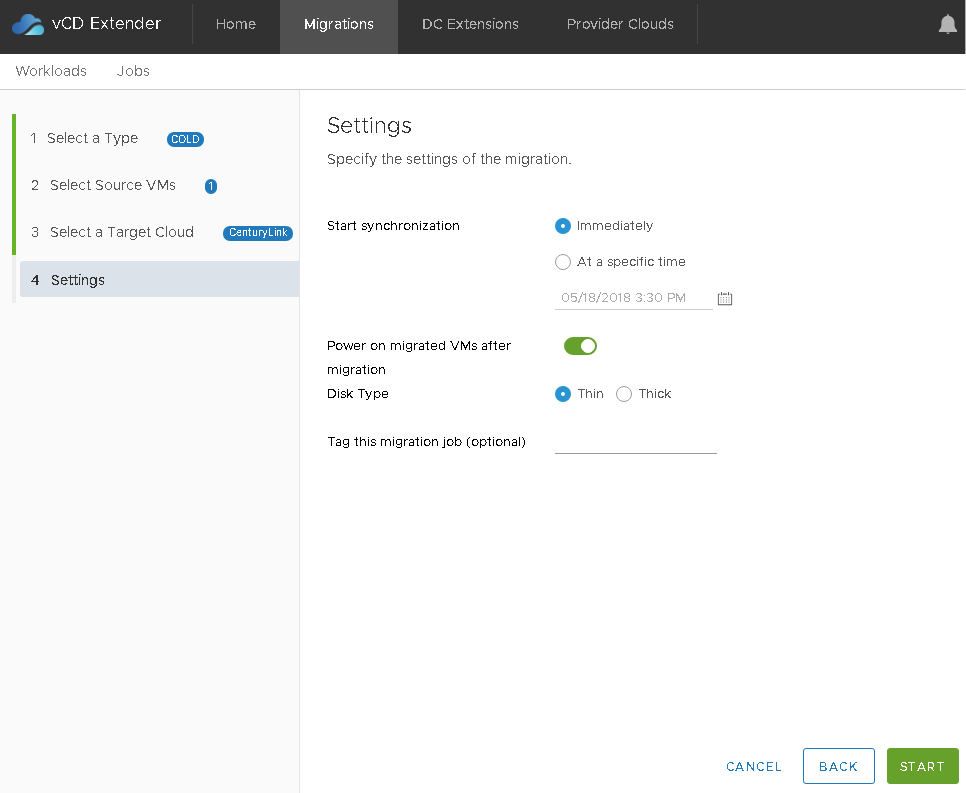 vCD Extender
Home
Migrations
DC Extensions
Provider Clouds
Workloads
Jobs
1 Select a Type COLD
2 Select Source VMs 1
3 Select a Target Cloud CenturyLink
4 Settings
Settings
Specify the settings of the migration.
Start synchronization
Immediately
At a specific time
05/18/2018 3:30 PM
Power on migrated VMs after
migration
Disk Type
Thin
Thick
Tag this migration job (optional)
CANCEL
BACK
START